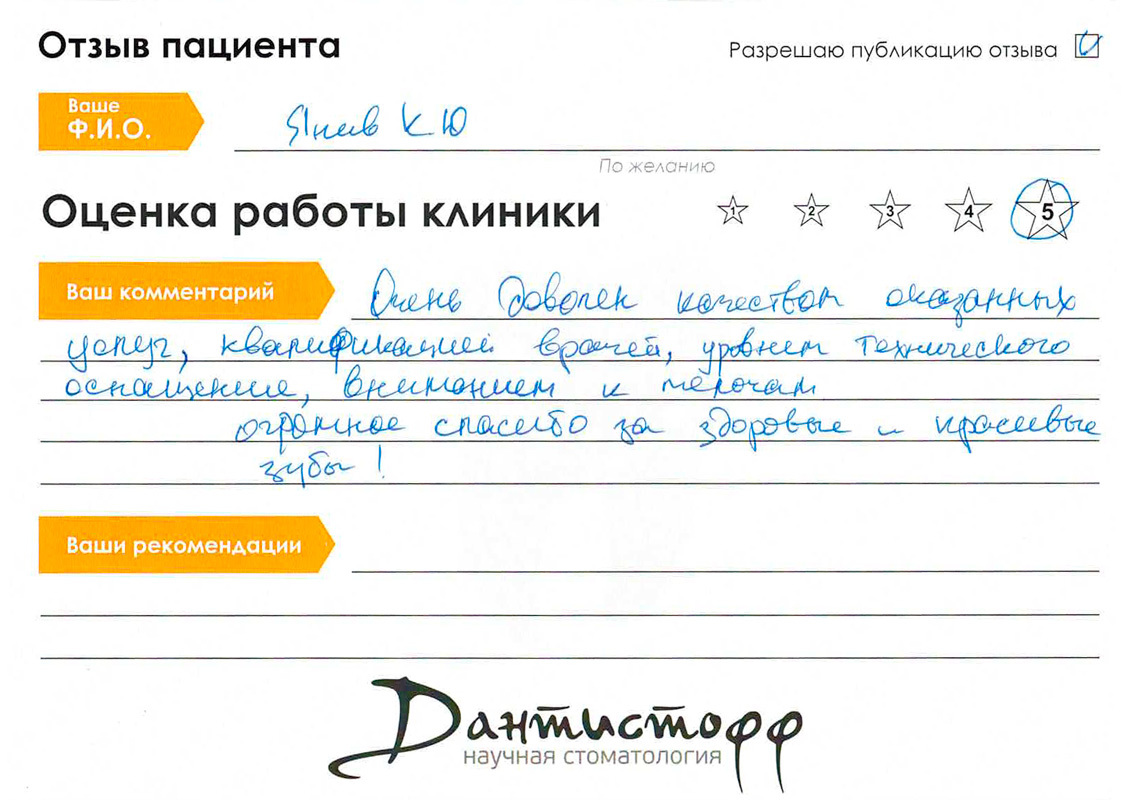 Отзыв пациента
Разрешаю публикацию отзыва
Ваше
Ф.И.О.
К Ю
По желанию
Оценка работы клиники
1 2 3 4 5
Ваш комментарий
Очень доволен качеством оказанных
услуг, квалификацией врачей, уровнем технического
оснащение, вниманием к мелочам
огромное спасибо за здоровые и красивые
зубы!
Ваши рекомендации
Дантистофф
научная стоматология